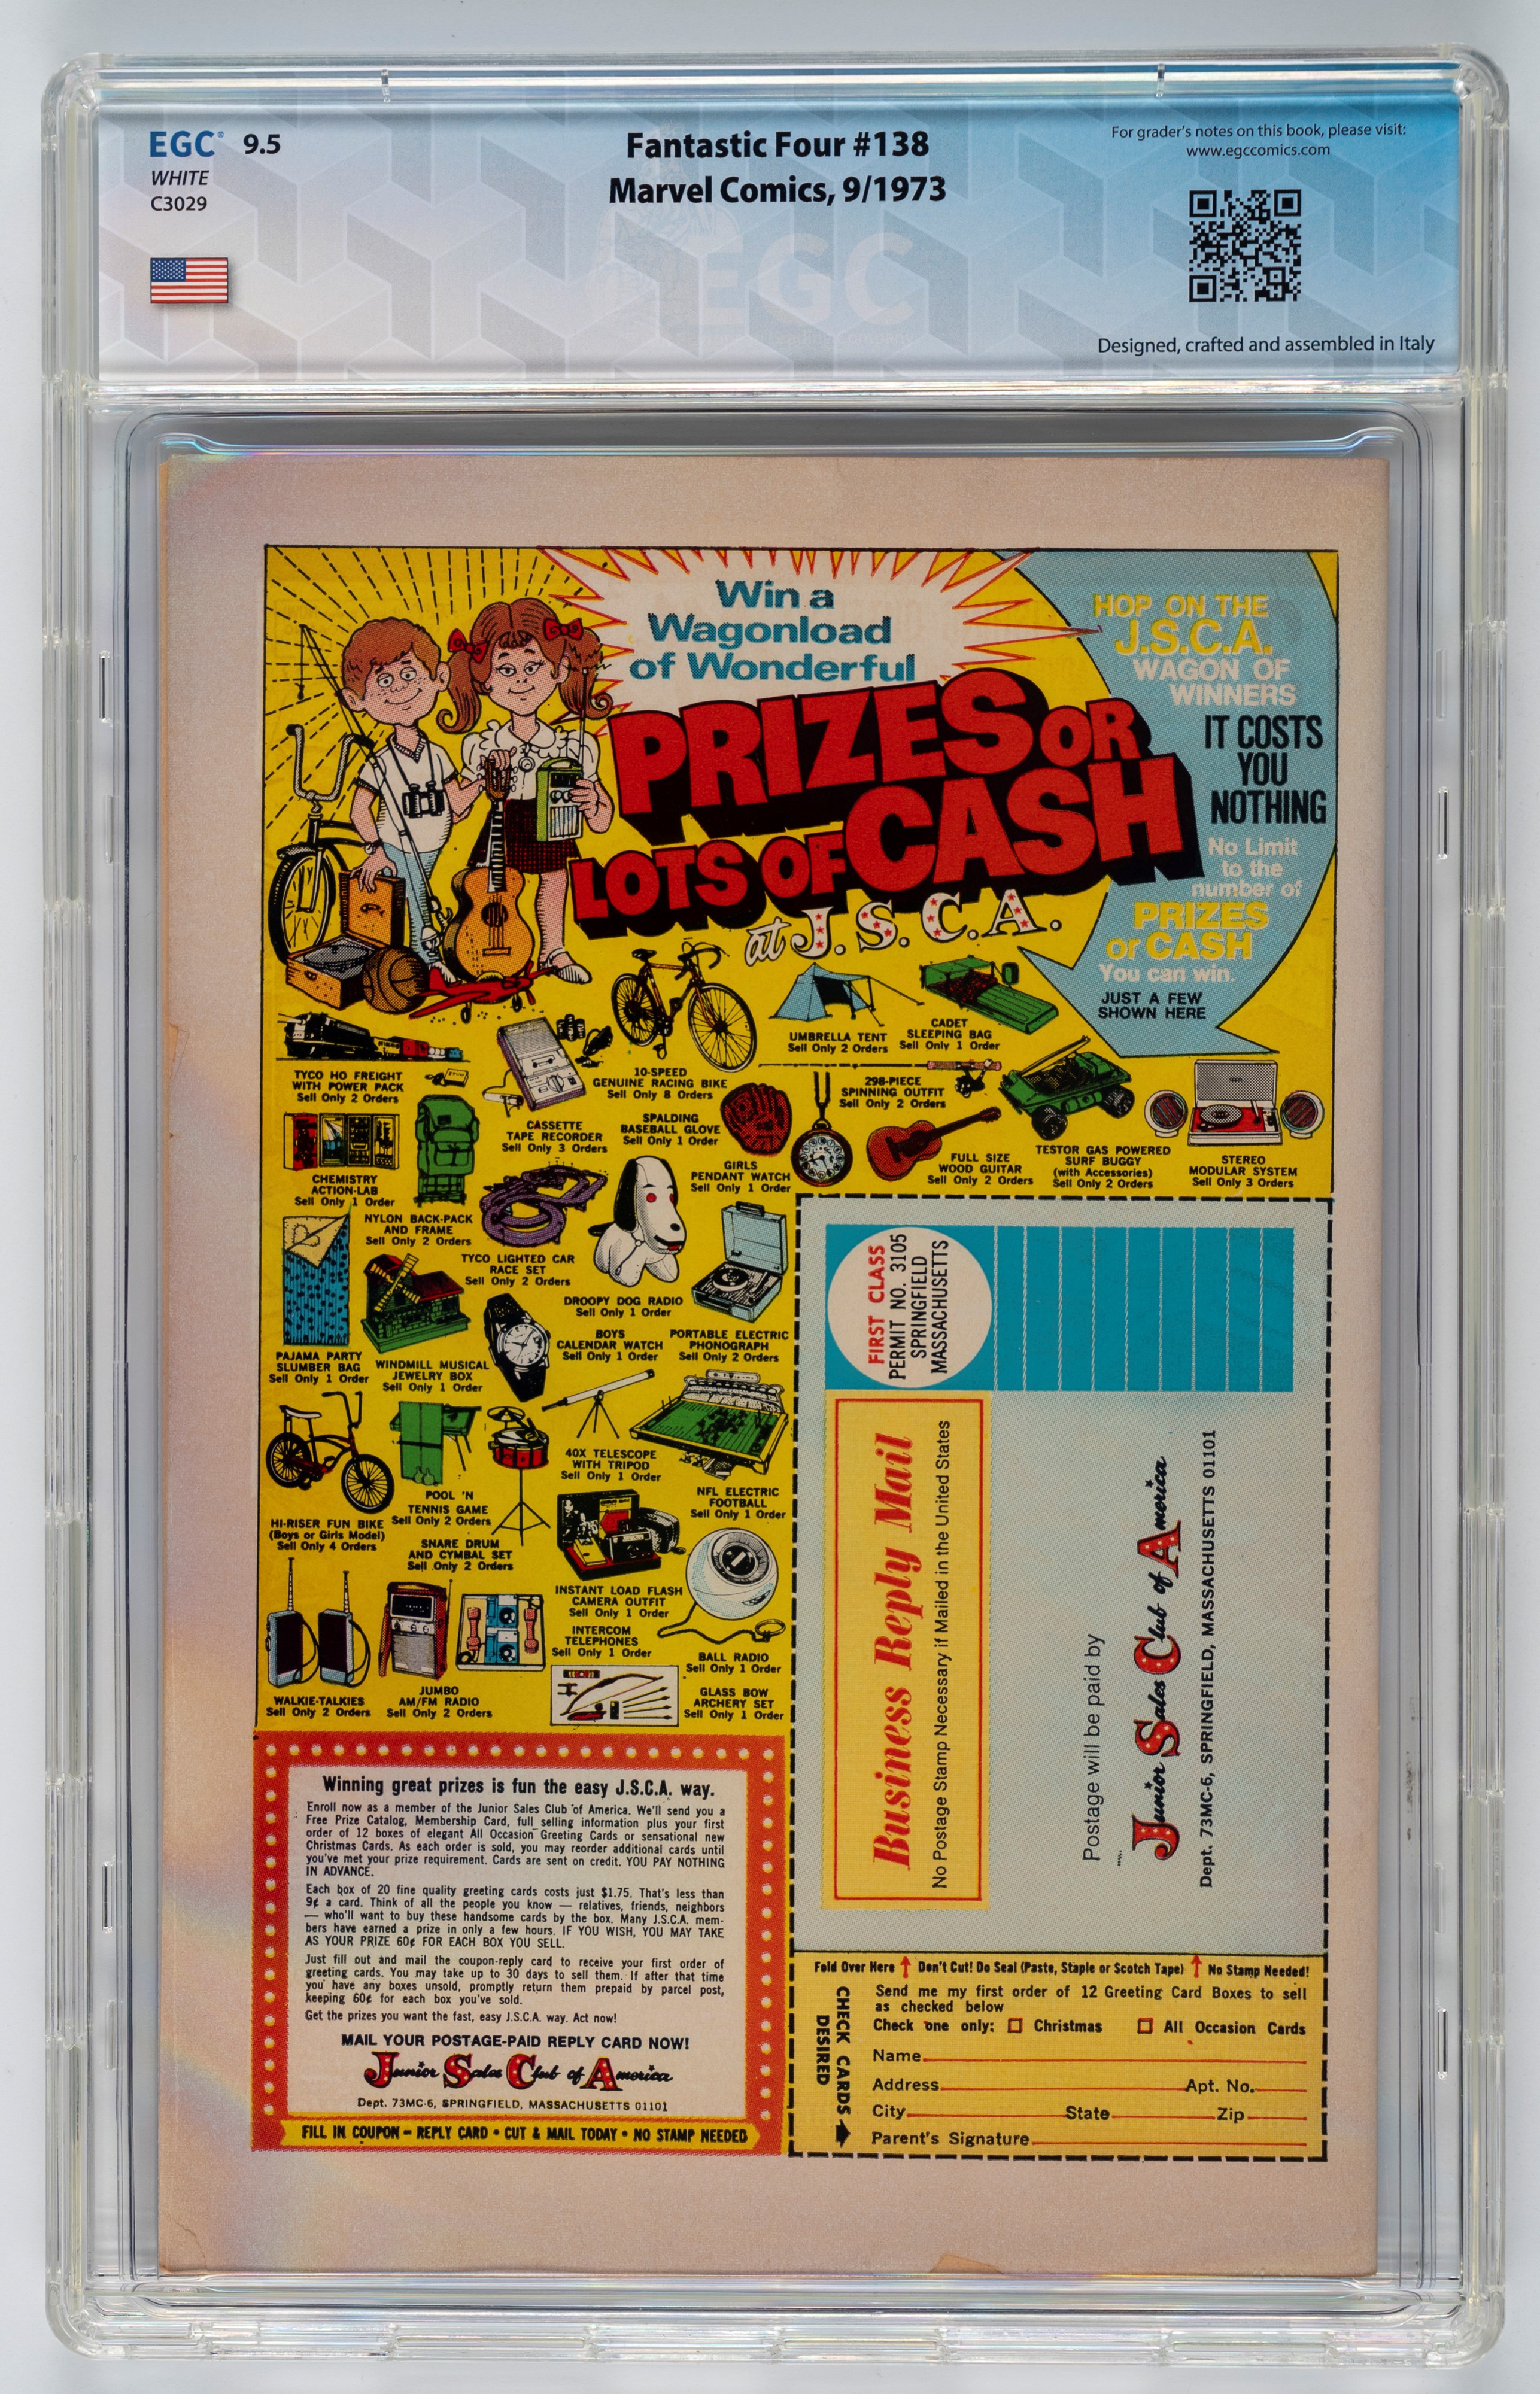 EGC® 9.5
WHITE
C3029
Fantastic Four #138
Marvel Comics, 9/1973
For grader's notes on this book, please visit:
www.egccomics.com
Designed, crafted and assembled in Italy
EGC
Win a
Wagonload
of Wonderful
PRIZES OR
LOTS OF CASH
at J.S.C.A.
HOP ON THE
J.S.C.A.
WAGON OF
WINNERS
IT COSTS
YOU
NOTHING
No Limit
to the
number of
PRIZES
or CASH
You can win.
JUST A FEW
SHOWN HERE
TYCO HO FREIGHT
WITH POWER PACK
Sell Only 2 Orders
CASSETTE
TAPE RECORDER
Sell Only 3 Orders
10-SPEED
GENUINE RACING BIKE
Sell Only 8 Orders
UMBRELLA TENT
Sell Only 2 Orders
CADET
SLEEPING BAG
Sell Only 1 Order
SPALDING
BASEBALL GLOVE
Sell Only 1 Order
298-PIECE
SPINNING OUTFIT
Sell Only 2 Orders
GIRLS
PENDANT WATCH
Sell Only 1 Order
FULL SIZE
WOOD GUITAR
Sell Only 2 Orders
TESTOR GAS POWERED
SURF BUGGY
(with Accessories)
Sell Only 2 Orders
STEREO
MODULAR SYSTEM
Sell Only 3 Orders
CHEMISTRY
ACTION-LAB
Sell Only 1 Order
NYLON BACK-PACK
AND FRAME
Sell Only 2 Orders
TYCO LIGHTED CAR
RACE SET
Sell Only 2 Orders
DROOPY DOG RADIO
Sell Only 1 Order
PAJAMA PARTY
SLUMBER BAG
Sell Only 1 Order
WINDMILL MUSICAL
JEWELRY BOX
Sell Only 1 Order
BOYS
CALENDAR WATCH
Sell Only 1 Order
PORTABLE ELECTRIC
PHONOGRAPH
Sell Only 2 Orders
HI-RISER FUN BIKE
(Boys or Girls Model)
Sell Only 4 Orders
POOL 'N
TENNIS GAME
Sell Only 2 Orders
SNARE DRUM
AND CYMBAL SET
Sell Only 2 Orders
40X TELESCOPE
WITH TRIPOD
Sell Only 1 Order
NFL ELECTRIC
FOOTBALL
Sell Only 1 Order
INSTANT LOAD FLASH
CAMERA OUTFIT
Sell Only 1 Order
INTERCOM
TELEPHONES
Sell Only 1 Order
BALL RADIO
Sell Only 1 Order
WALKIE-TALKIES
Sell Only 2 Orders
JUMBO
AM/FM RADIO
Sell Only 2 Orders
GLASS BOW
ARCHERY SET
Sell Only 1 Order
FIRST CLASS
PERMIT NO. 3105
SPRINGFIELD
MASSACHUSETTS
Business Reply Mail
No Postage Stamp Necessary if Mailed in the United States
Postage will be paid by
Junior Sales Club of America
Dept. 73MC-6, SPRINGFIELD, MASSACHUSETTS 01101
Winning great prizes is fun the easy J.S.C.A. way.
Enroll now as a member of the Junior Sales Club of America. We'll send you a
Free Prize Catalog, Membership Card, full selling information plus your first
order of 12 boxes of elegant All Occasion Greeting Cards or sensational new
Christmas Cards. As each order is sold, you may reorder additional cards until
you've met your prize requirement. Cards are sent on credit. YOU PAY NOTHING
IN ADVANCE.
Each box of 20 fine quality greeting cards costs just $1.75. That's less than
9¢ a card. Think of all the people you know — relatives, friends, neighbors
— who'll want to buy these handsome cards by the box. Many J.S.C.A. mem-
bers have earned a prize in only a few hours. IF YOU WISH, YOU MAY TAKE
AS YOUR PRIZE 60¢ FOR EACH BOX YOU SELL.
Just fill out and mail the coupon-reply card to receive your first order of
greeting cards. You may take up to 30 days to sell them. If after that time
you have any boxes unsold, promptly return them prepaid by parcel post,
keeping 60¢ for each box you've sold.
Get the prizes you want the fast, easy J.S.C.A. way. Act now!
MAIL YOUR POSTAGE-PAID REPLY CARD NOW!
Junior Sales Club of America
Dept. 73MC-6, SPRINGFIELD, MASSACHUSETTS 01101
FILL IN COUPON – REPLY CARD • CUT & MAIL TODAY • NO STAMP NEEDED
Fold Over Here ↑ Don't Cut! Do Seal (Paste, Staple or Scotch Tape) ↑ No Stamp Needed!
CHECK CARDS
DESIRED
Send me my first order of 12 Greeting Card Boxes to sell
as checked below
Check one only: □ Christmas □ All Occasion Cards
Name
Address Apt. No.
City State Zip
Parent's Signature